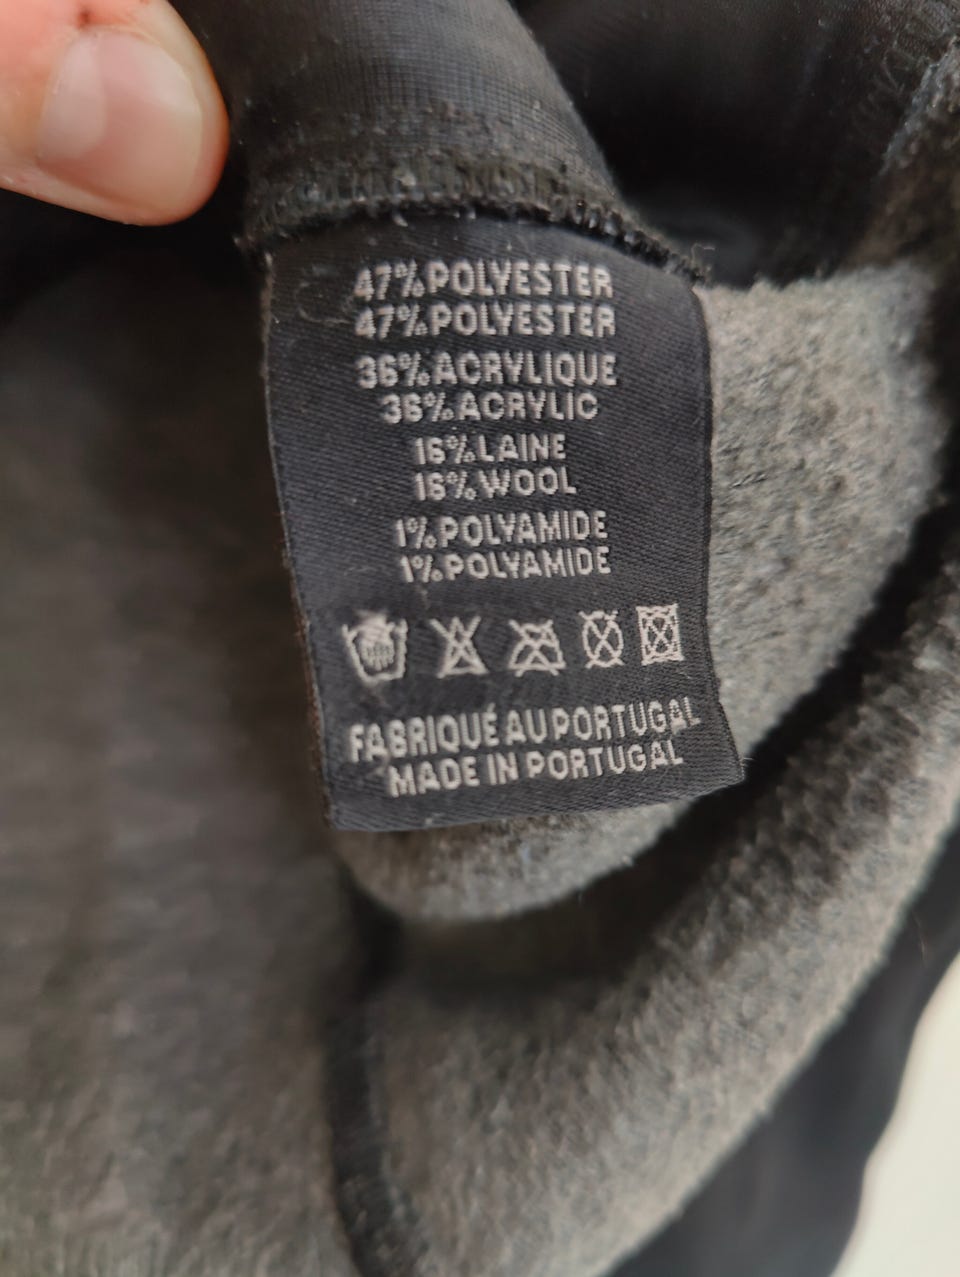 47% POLYESTER
47% POLYESTER
36% ACRYLIQUE
36% ACRYLIC
16% LAINE
16% WOOL
1% POLYAMIDE
1% POLYAMIDE
FABRIQUÉ AU PORTUGAL
MADE IN PORTUGAL